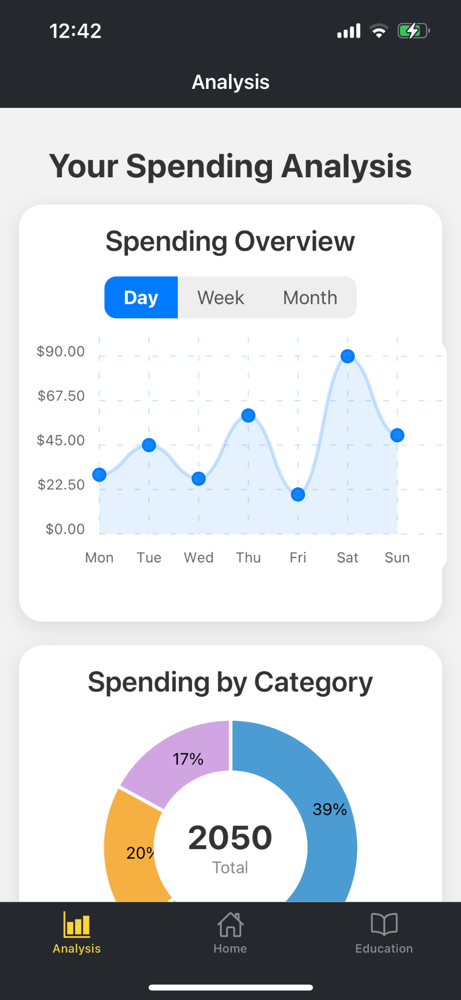 12:42
Analysis
Your Spending Analysis
Spending Overview
Day Week Month
$90.00
$67.50
$45.00
$22.50
$0.00
Mon Tue Wed Thu Fri Sat Sun
Spending by Category
17%
39%
20%
2050
Total
Analysis Home Education